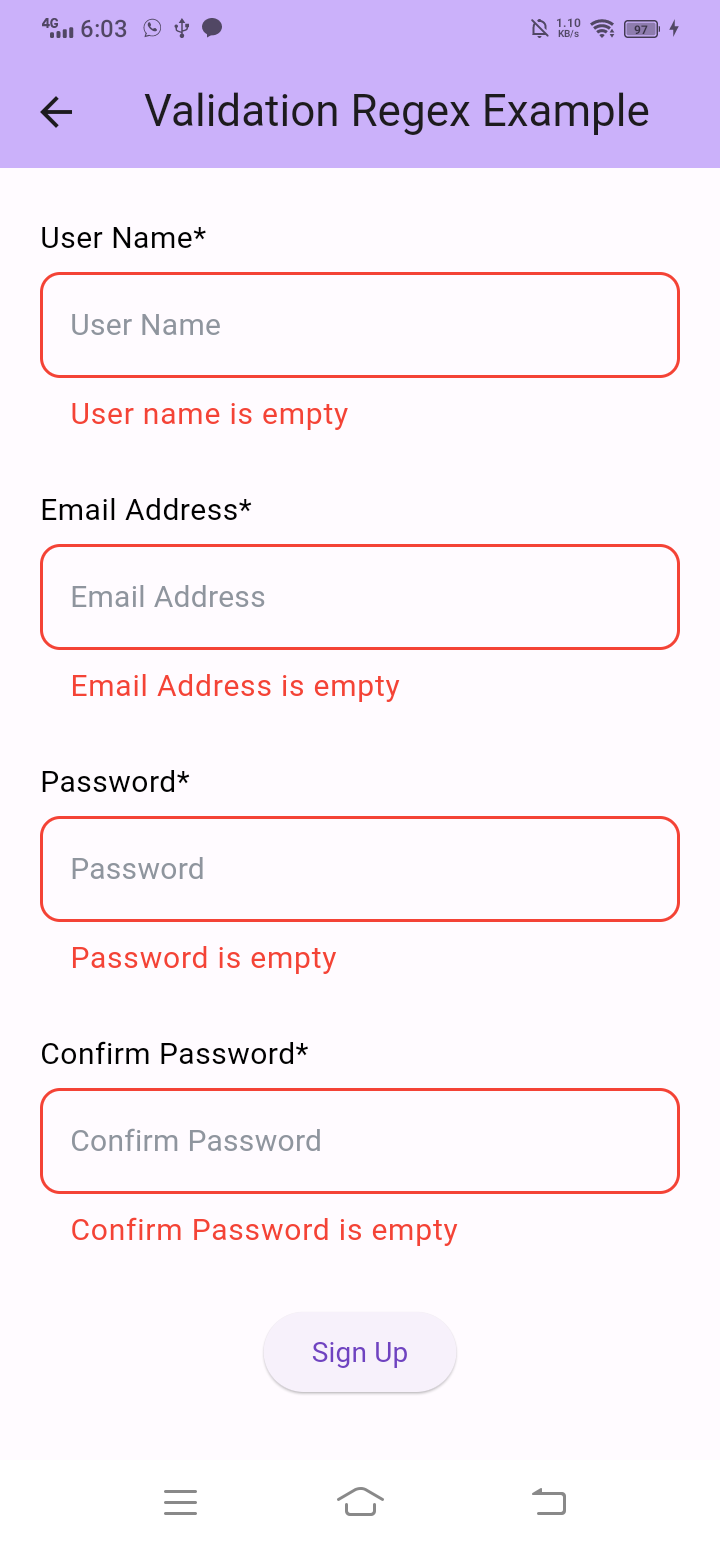 4G 6:03 1.10 KB/s 97
Validation Regex Example
User Name*
User Name
User name is empty
Email Address*
Email Address
Email Address is empty
Password*
Password
Password is empty
Confirm Password*
Confirm Password
Confirm Password is empty
Sign Up